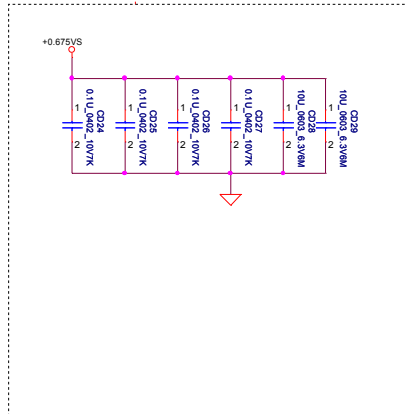 +0.675VS
1
2
CD24
0.1U_0402_10V7K
1
2
CD25
0.1U_0402_10V7K
1
2
CD26
0.1U_0402_10V7K
1
2
CD27
0.1U_0402_10V7K
1
2
CD28
10U_0603_6.3V6M
1
2
CD29
10U_0603_6.3V6M